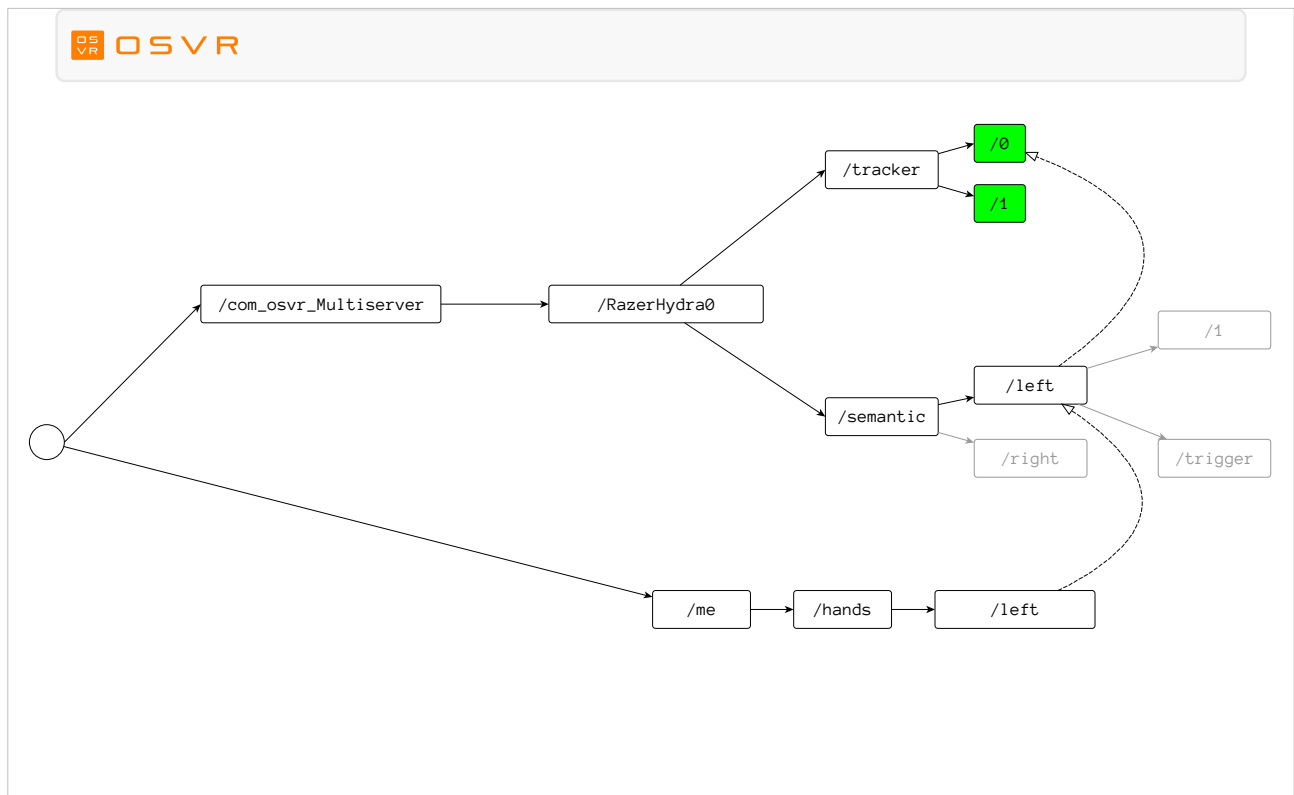 OS
VR
OSVR
/0
/tracker
/1
/com_osvr_Multiserver
/RazerHydra0
/1
/left
/semantic
/right
/trigger
/me
/hands
/left